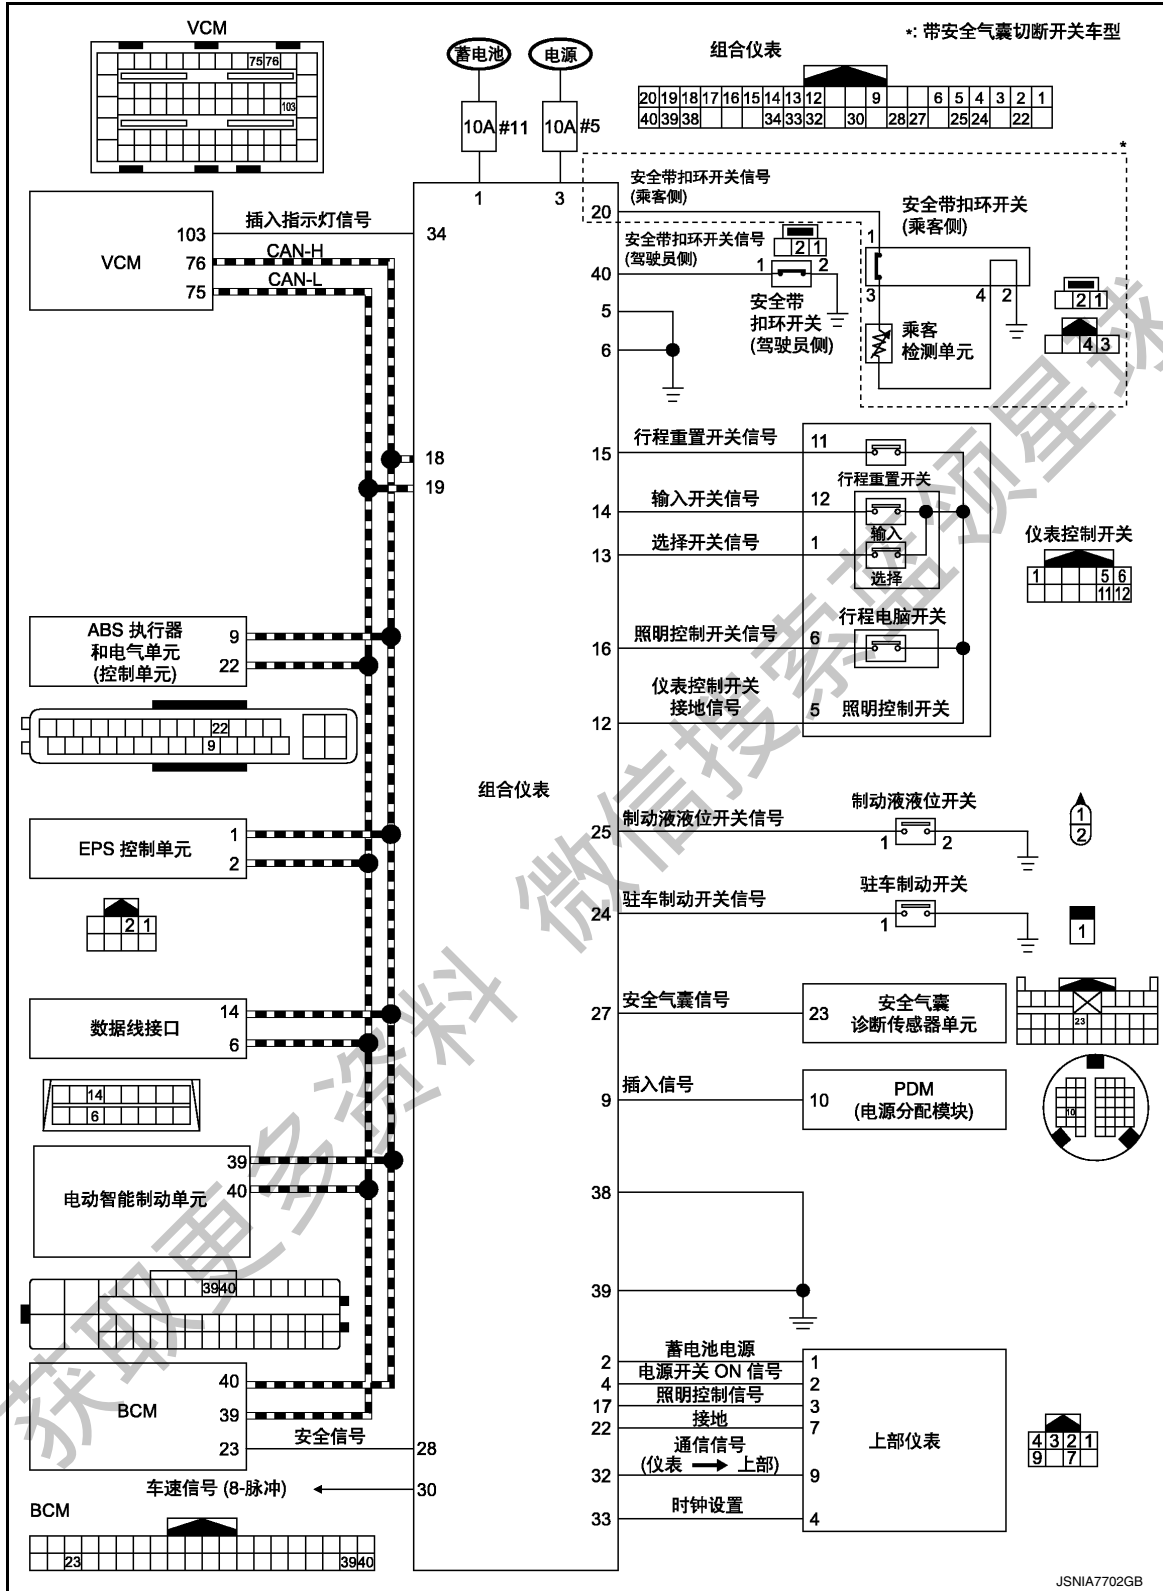 VCM
75 76
103
蓄电池
电源
10A #11
10A #5
*: 带安全气囊切断开关车型
组合仪表
20 19 18 17 16 15 14 13 12 9 6 5 4 3 2 1
40 39 38 34 33 32 30 28 27 25 24 22
*
VCM
103
76
75
插入指示灯信号
CAN-H
CAN-L
1
3
34
18
19
组合仪表
20
安全带扣环开关信号
(乘客侧)
安全带扣环开关
(乘客侧)
1
3
4
2
安全带扣环开关信号
(驾驶员侧)
40
1
2
2 1
安全带
扣环开关
(驾驶员侧)
5
6
乘客
检测单元
2 1
4 3
15
行程重置开关信号
11
行程重置开关
14
输入开关信号
12
输入
13
选择开关信号
1
选择
行程电脑开关
16
照明控制开关信号
6
仪表控制开关
接地信号
12
5
照明控制开关
仪表控制开关
1 5 6
11 12
ABS 执行器
和电气单元
(控制单元)
9
22
22
9
EPS 控制单元
1
2
2 1
25
制动液液位开关信号
制动液液位开关
1
2
1
2
24
驻车制动开关信号
驻车制动开关
1
1
数据线接口
14
6
14
6
27
安全气囊信号
23
安全气囊
诊断传感器单元
23
9
插入信号
10
PDM
(电源分配模块)
10
电动智能制动单元
39
40
39 40
38
39
BCM
40
39
23
安全信号
28
车速信号 (8-脉冲)
30
BCM
23 39 40
2
蓄电池电源
1
4
电源开关 ON 信号
2
17
照明控制信号
3
22
接地
7
通信信号
(仪表 → 上部)
32
9
33
时钟设置
4
上部仪表
4 3 2 1
9 7
JSNIA7702GB
获取更多资料 微信搜索蓝领星球